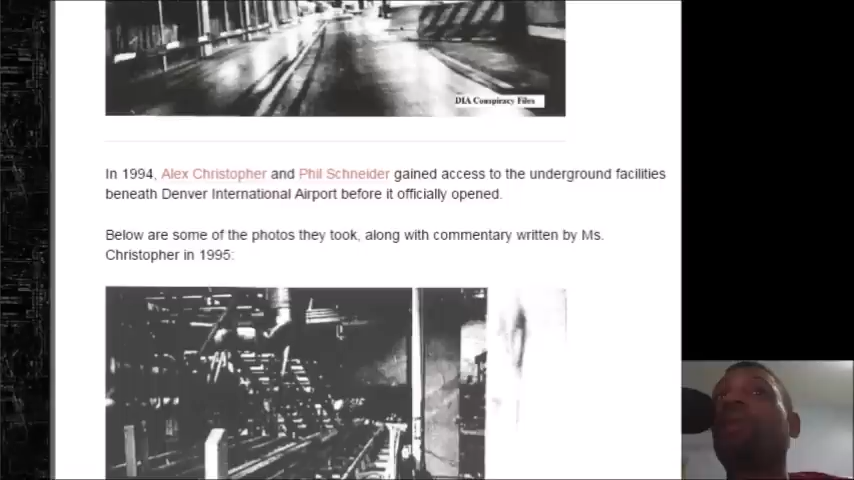 DIA Conspiracy Files
In 1994, Alex Christopher and Phil Schneider gained access to the underground facilities
beneath Denver International Airport before it officially opened.
Below are some of the photos they took, along with commentary written by Ms.
Christopher in 1995: